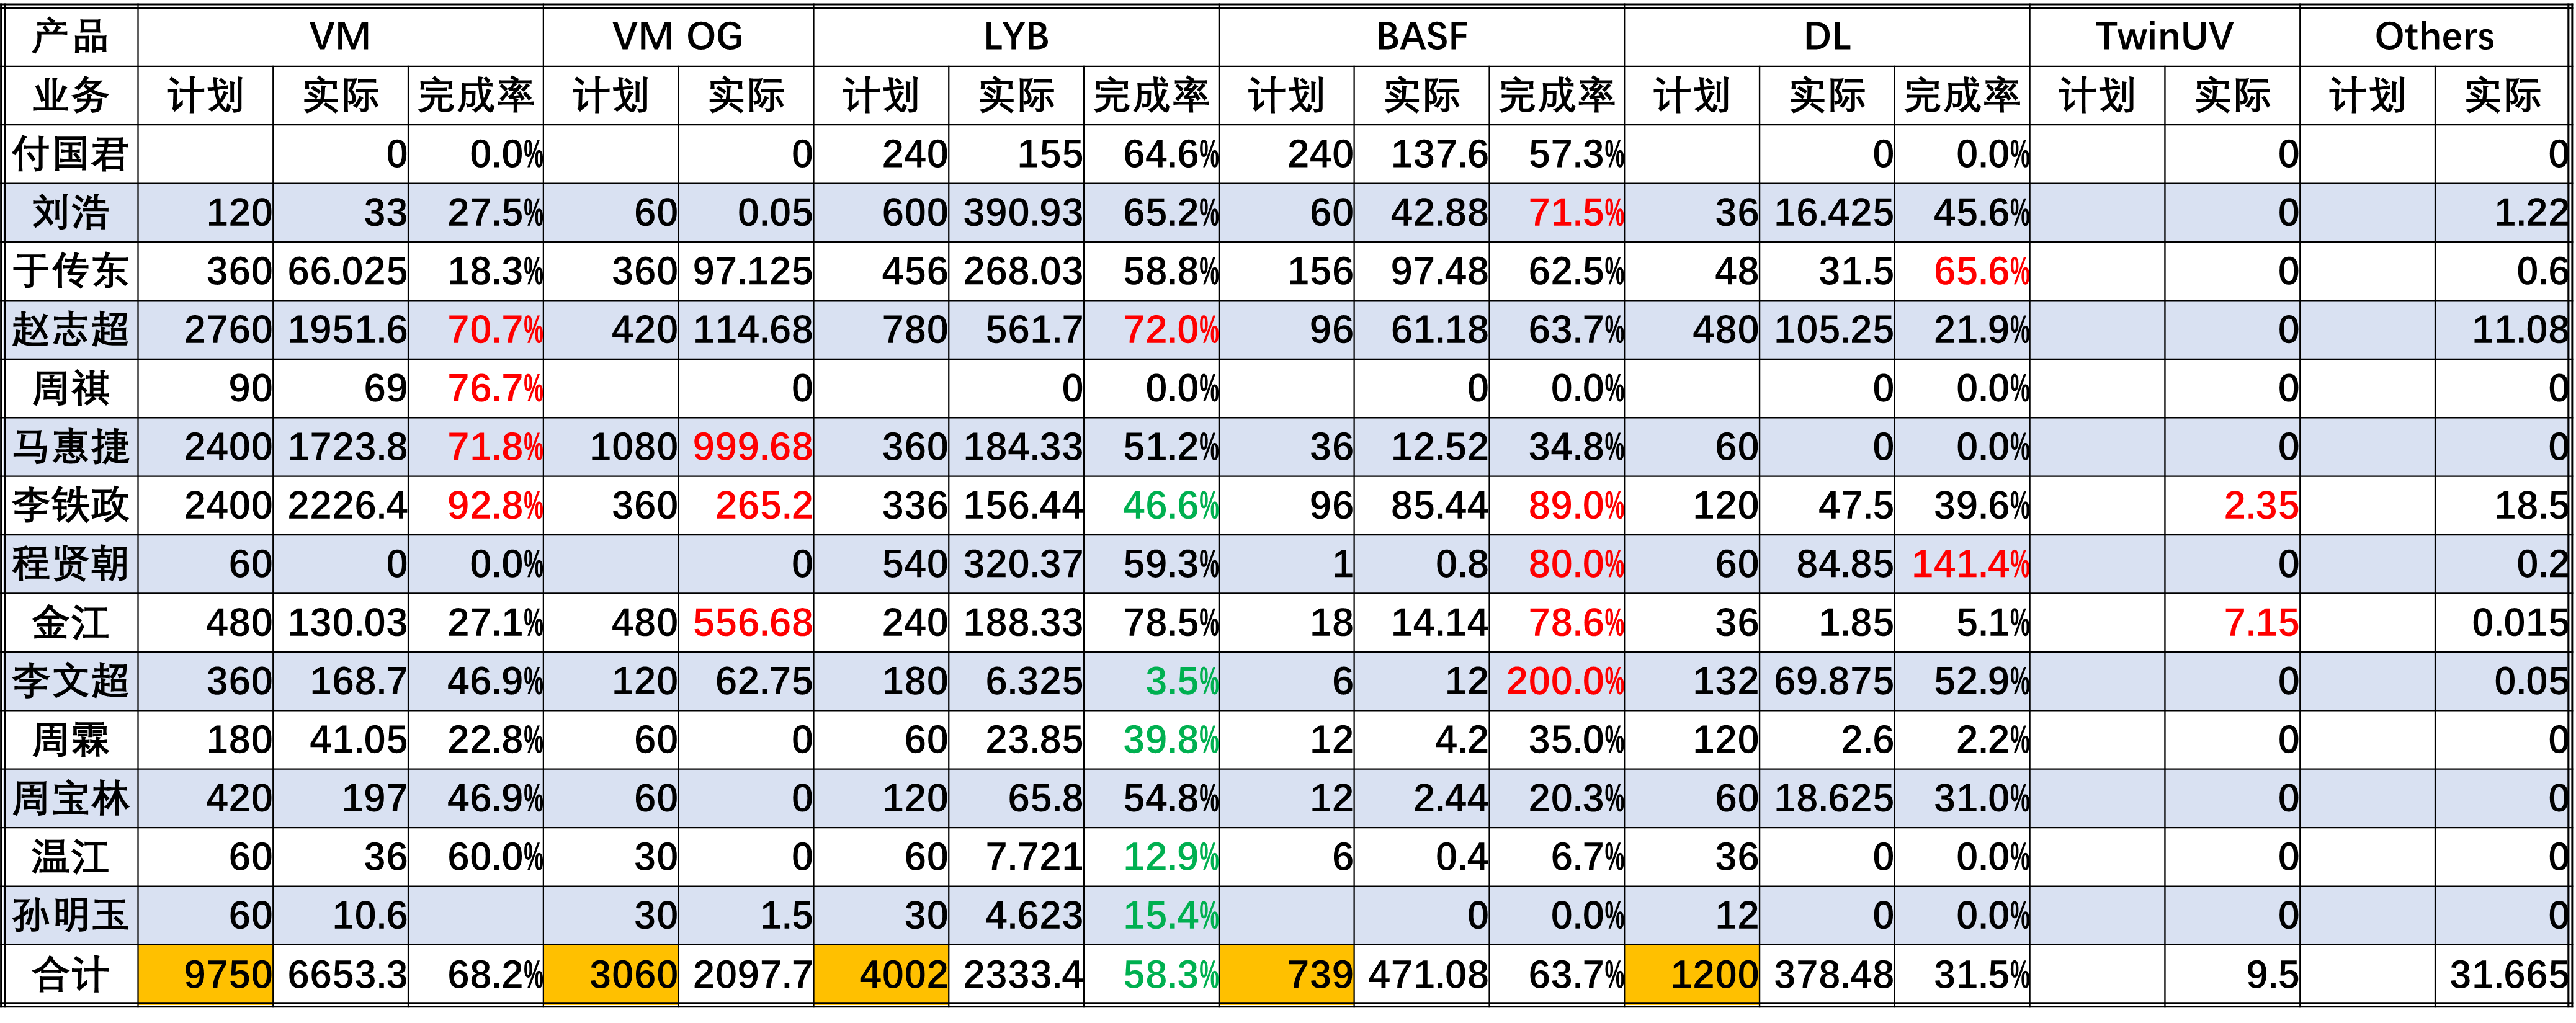 产品 VM VM OG LYB BASF DL TwinUV Others
业务 计划 实际 完成率 计划 实际 计划 实际 完成率 计划 实际 完成率 计划 实际 完成率 计划 实际 计划 实际
付国君 0 0.0% 0 240 155 64.6% 240 137.6 57.3% 0 0.0% 0 0
刘浩 120 33 27.5% 60 0.05 600 390.93 65.2% 60 42.88 71.5% 36 16.425 45.6% 0 1.22
于传东 360 66.025 18.3% 360 97.125 456 268.03 58.8% 156 97.48 62.5% 48 31.5 65.6% 0 0.6
赵志超 2760 1951.6 70.7% 420 114.68 780 561.7 72.0% 96 61.18 63.7% 480 105.25 21.9% 0 11.08
周祺 90 69 76.7% 0 0 0.0% 0 0.0% 0 0.0% 0 0
马惠捷 2400 1723.8 71.8% 1080 999.68 360 184.33 51.2% 36 12.52 34.8% 60 0 0.0% 0 0
李铁政 2400 2226.4 92.8% 360 265.2 336 156.44 46.6% 96 85.44 89.0% 120 47.5 39.6% 2.35 18.5
程贤朝 60 0 0.0% 0 540 320.37 59.3% 1 0.8 80.0% 60 84.85 141.4% 0 0.2
金江 480 130.03 27.1% 480 556.68 240 188.33 78.5% 18 14.14 78.6% 36 1.85 5.1% 7.15 0.015
李文超 360 168.7 46.9% 120 62.75 180 6.325 3.5% 6 12 200.0% 132 69.875 52.9% 0 0.05
周霖 180 41.05 22.8% 60 0 60 23.85 39.8% 12 4.2 35.0% 120 2.6 2.2% 0 0
周宝林 420 197 46.9% 60 0 120 65.8 54.8% 12 2.44 20.3% 60 18.625 31.0% 0 0
温江 60 36 60.0% 30 0 60 7.721 12.9% 6 0.4 6.7% 36 0 0.0% 0 0
孙明玉 60 10.6 30 1.5 30 4.623 15.4% 0 0.0% 12 0 0.0% 0 0
合计 9750 6653.3 68.2% 3060 2097.7 4002 2333.4 58.3% 739 471.08 63.7% 1200 378.48 31.5% 9.5 31.665